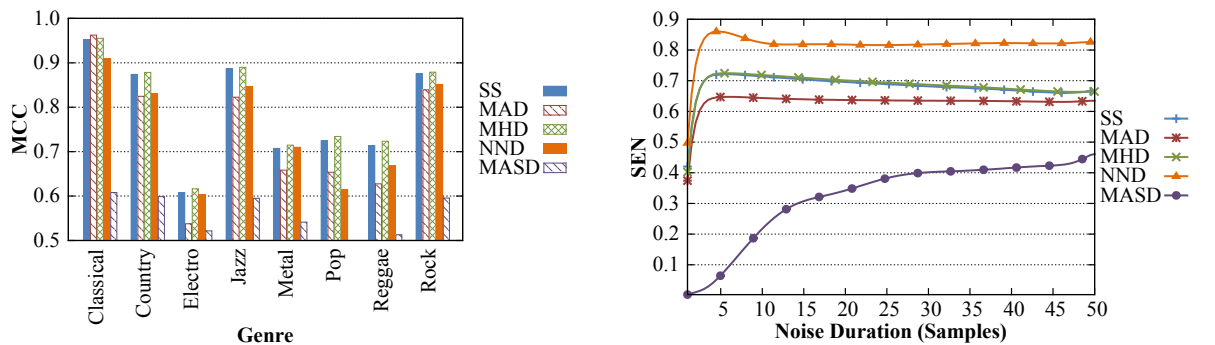 MCC
1.0
0.9
0.8
0.7
0.6
0.5
Classical
Country
Electro
Jazz
Metal
Pop
Reggae
Rock
Genre
SS
MAD
MHD
NND
MASD
SEN
0.9
0.8
0.7
0.6
0.5
0.4
0.3
0.2
0.1
5
10
15
20
25
30
35
40
45
50
Noise Duration (Samples)
SS
MAD
MHD
NND
MASD